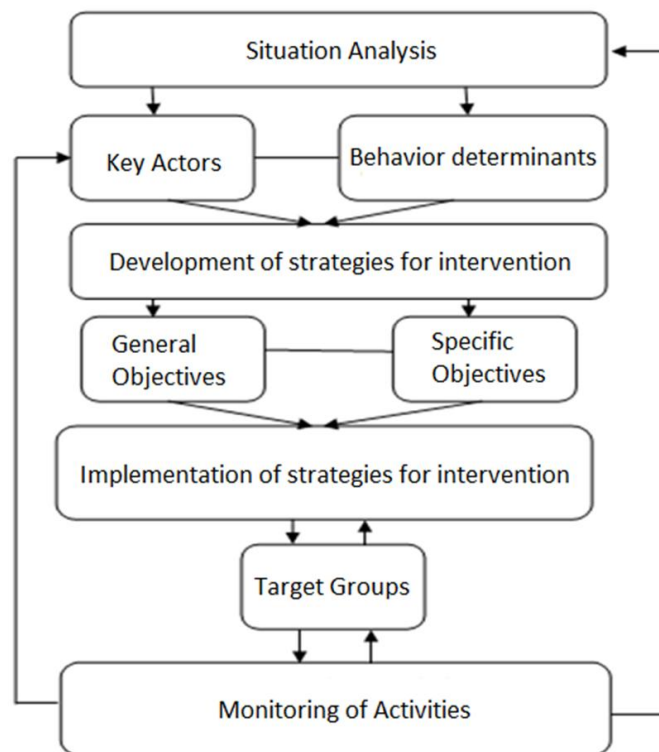 Situation Analysis
Key Actors
Behavior determinants
Development of strategies for intervention
General
Objectives
Specific
Objectives
Implementation of strategies for intervention
Target Groups
Monitoring of Activities